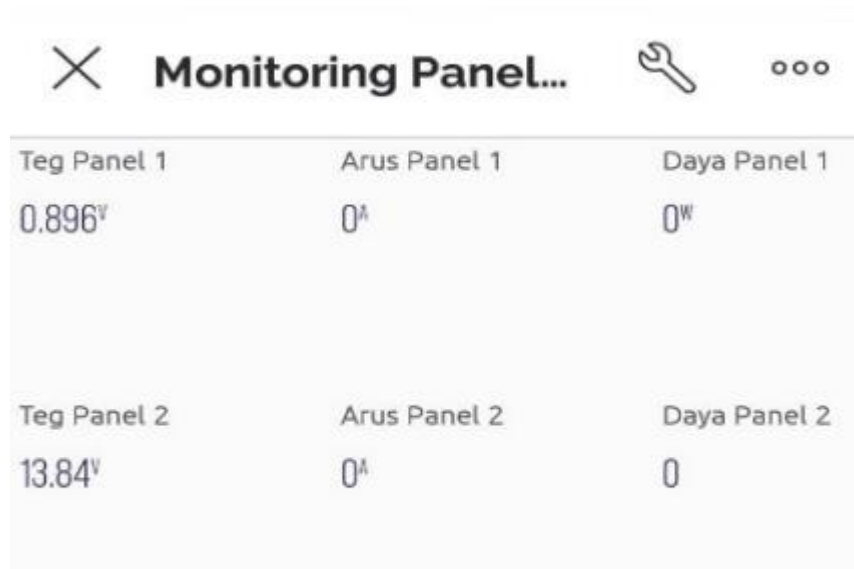 Monitoring Panel...
Teg Panel 1 Arus Panel 1 Daya Panel 1
0.896V 0A 0W
Teg Panel 2 Arus Panel 2 Daya Panel 2
13.84V 0A 0